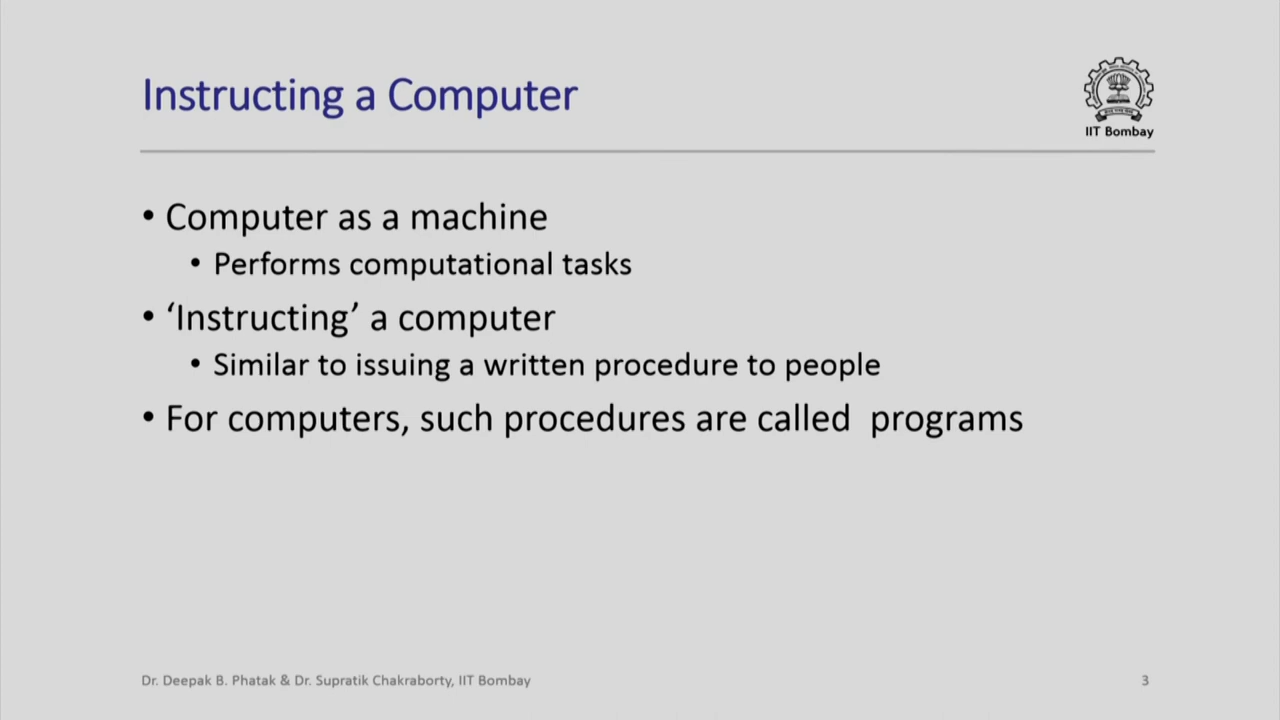 Instructing a Computer
IIT Bombay
• Computer as a machine
• Performs computational tasks
• ‘Instructing’ a computer
• Similar to issuing a written procedure to people
• For computers, such procedures are called  programs
Dr. Deepak B. Phatak & Dr. Supratik Chakraborty, IIT Bombay
3